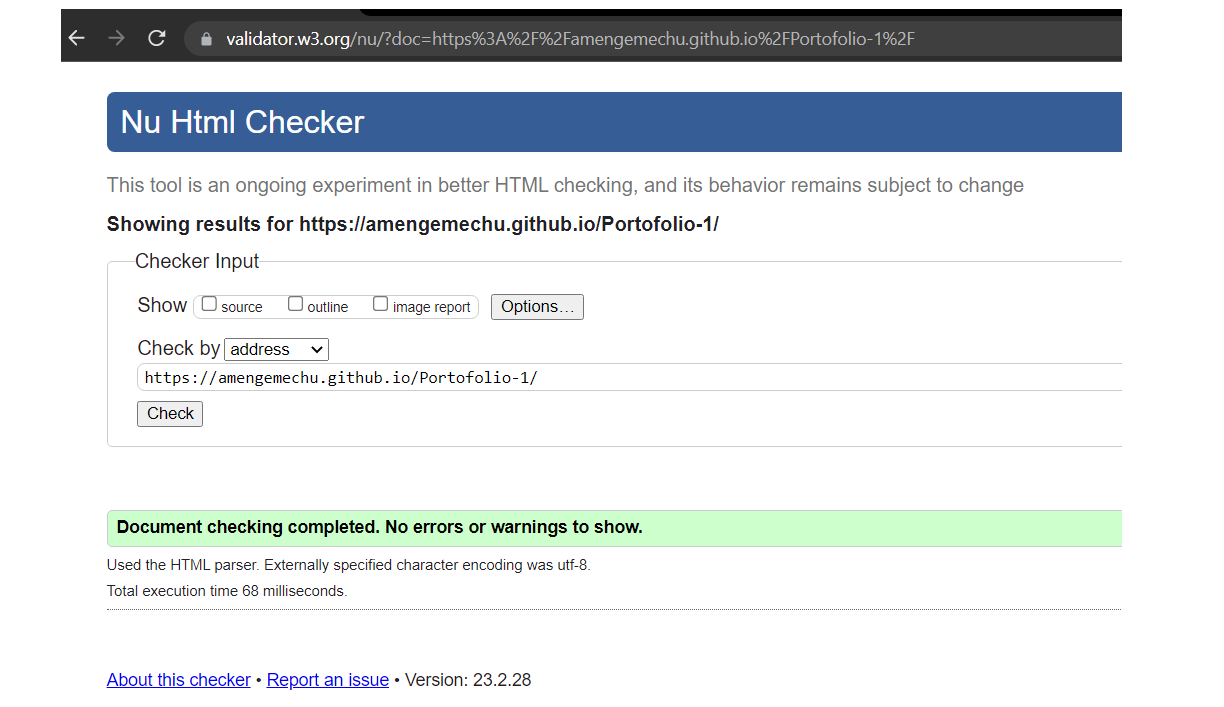 validator.w3.org/nu/?doc=https%3A%2F%2Famengemechu.github.io%2FPortofolio-1%2F
Nu Html Checker
This tool is an ongoing experiment in better HTML checking, and its behavior remains subject to change
Showing results for https://amengemechu.github.io/Portofolio-1/
Checker Input
Show source outline image report Options…
Check by address
https://amengemechu.github.io/Portofolio-1/
Check
Document checking completed. No errors or warnings to show.
Used the HTML parser. Externally specified character encoding was utf-8.
Total execution time 68 milliseconds.
About this checker • Report an issue • Version: 23.2.28